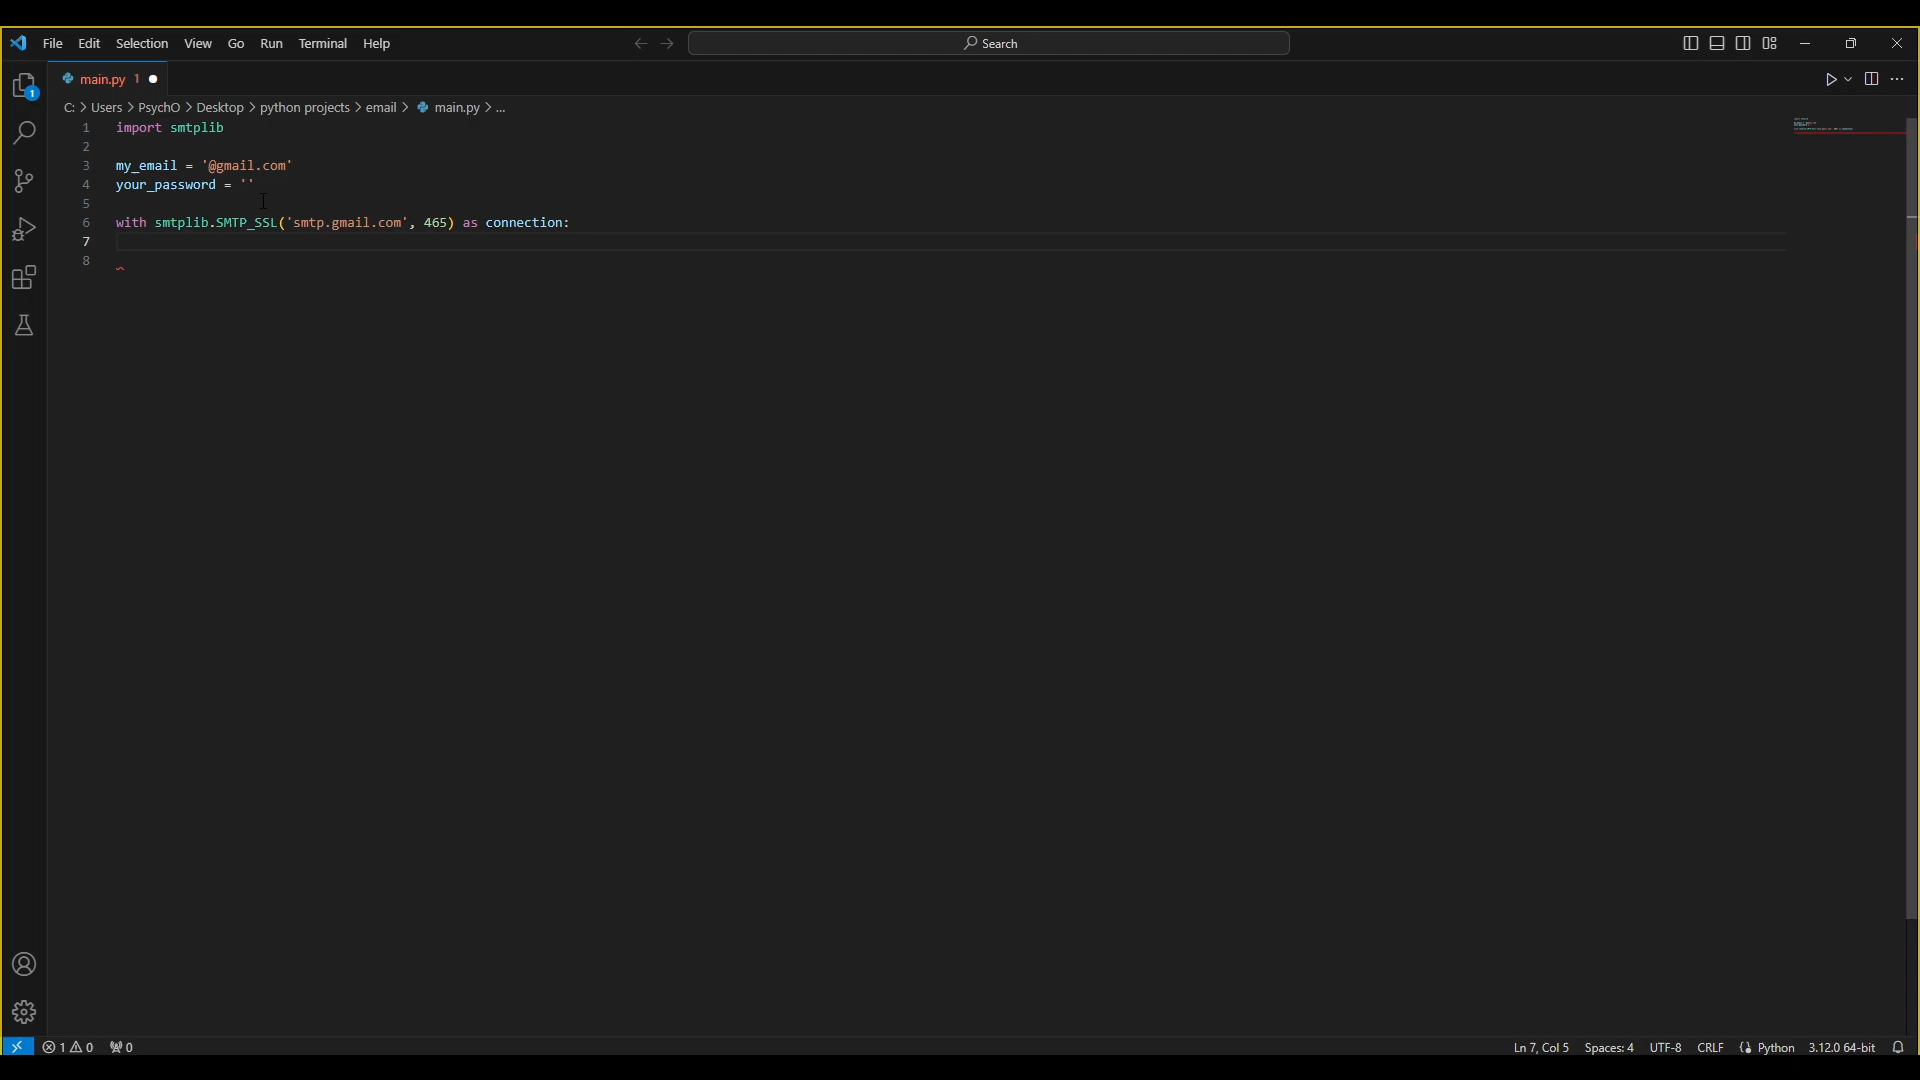 File Edit Selection View Go Run Terminal Help Search
main.py 1
C: > Users > PsychO > Desktop > python projects > email > main.py > ...
1 import smtplib
2
3 my_email = '@gmail.com'
4 your_password = ''
5
6 with smtplib.SMTP_SSL('smtp.gmail.com', 465) as connection:
7
8
1
1 0 0 Ln 7, Col 5 Spaces: 4 UTF-8 CRLF Python 3.12.0 64-bit